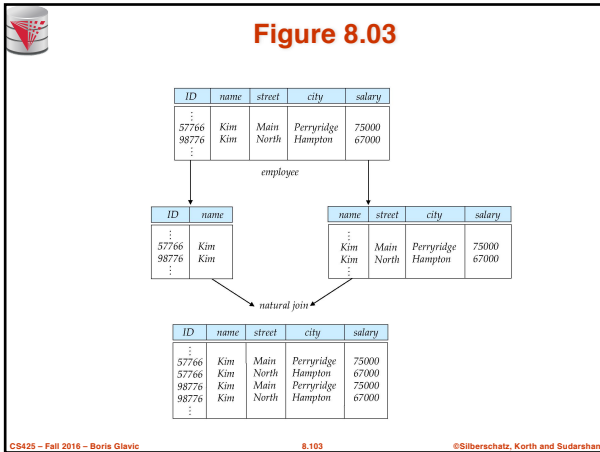 Figure 8.03
ID name street city salary
⋮
57766 Kim Main Perryridge 75000
98776 Kim North Hampton 67000
⋮
employee
ID name
⋮
57766 Kim
98776 Kim
⋮
name street city salary
⋮
Kim Main Perryridge 75000
Kim North Hampton 67000
⋮
natural join
ID name street city salary
⋮
57766 Kim Main Perryridge 75000
57766 Kim North Hampton 67000
98776 Kim Main Perryridge 75000
98776 Kim North Hampton 67000
⋮
CS425 – Fall 2016 – Boris Glavic 8.103 ©Silberschatz, Korth and Sudarshan